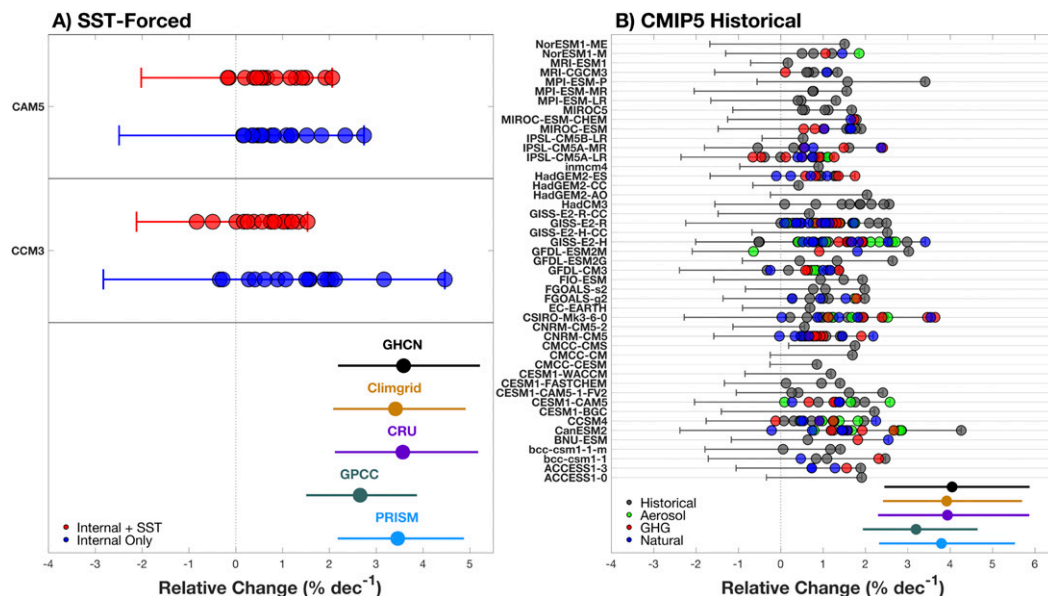 A) SST-Forced
CAM5
CCM3
GHCN
Climgrid
CRU
GPCC
PRISM
Internal + SST
Internal Only
-4 -3 -2 -1 0 1 2 3 4 5
Relative Change (% dec-1)
B) CMIP5 Historical
NorESM1-ME
NorESM1-M
MRI-ESM1
MRI-CGCM3
MPI-ESM-P
MPI-ESM-MR
MPI-ESM-LR
MIROC5
MIROC-ESM-CHEM
MIROC-ESM
IPSL-CM5B-LR
IPSL-CM5A-MR
IPSL-CM5A-LR
inmcm4
HadGEM2-ES
HadGEM2-CC
HadGEM2-AO
HadCM3
GISS-E2-R-CC
GISS-E2-R
GISS-E2-H-CC
GISS-E2-H
GFDL-ESM2M
GFDL-ESM2G
GFDL-CM3
FIO-ESM
FGOALS-s2
FGOALS-g2
EC-EARTH
CSIRO-Mk3-6-0
CNRM-CM5-2
CNRM-CM5
CMCC-CMS
CMCC-CM
CMCC-CESM
CESM1-WACCM
CESM1-FASTCHEM
CESM1-CAM5-1-FV2
CESM1-CAM5
CESM1-BGC
CCSM4
CanESM2
BNU-ESM
bcc-csm1-1-m
bcc-csm1-1
ACCESS1-3
ACCESS1-0
Historical
Aerosol
GHG
Natural
-4 -3 -2 -1 0 1 2 3 4 5 6
Relative Change (% dec-1)